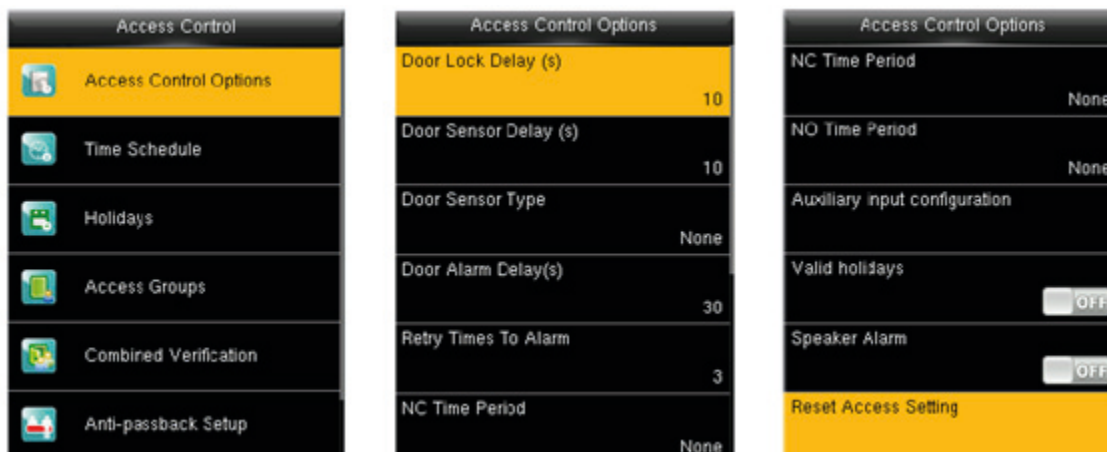 Access Control
Access Control Options
Time Schedule
Holidays
Access Groups
Combined Verification
Anti-passback Setup
Access Control Options
Door Lock Delay (s)
10
Door Sensor Delay (s)
10
Door Sensor Type
None
Door Alarm Delay(s)
30
Retry Times To Alarm
3
NC Time Period
None
Access Control Options
NC Time Period
None
NO Time Period
None
Auxiliary input configuration
Valid holidays
OFF
Speaker Alarm
OFF
Reset Access Setting